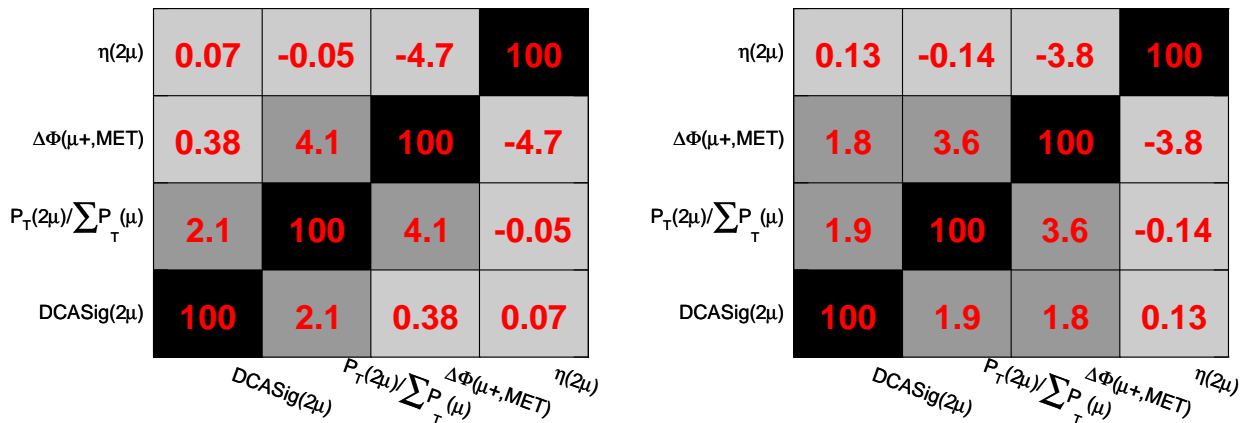 η(2μ) 0.07 -0.05 -4.7 100
ΔΦ(μ+,MET) 0.38 4.1 100 -4.7
P_T(2μ)/∑P_T(μ) 2.1 100 4.1 -0.05
DCASig(2μ) 100 2.1 0.38 0.07
DCASig(2μ) P_T(2μ)/∑P_T(μ) ΔΦ(μ+,MET) η(2μ)
η(2μ) 0.13 -0.14 -3.8 100
ΔΦ(μ+,MET) 1.8 3.6 100 -3.8
P_T(2μ)/∑P_T(μ) 1.9 100 3.6 -0.14
DCASig(2μ) 100 1.9 1.8 0.13
DCASig(2μ) P_T(2μ)/∑P_T(μ) ΔΦ(μ+,MET) η(2μ)